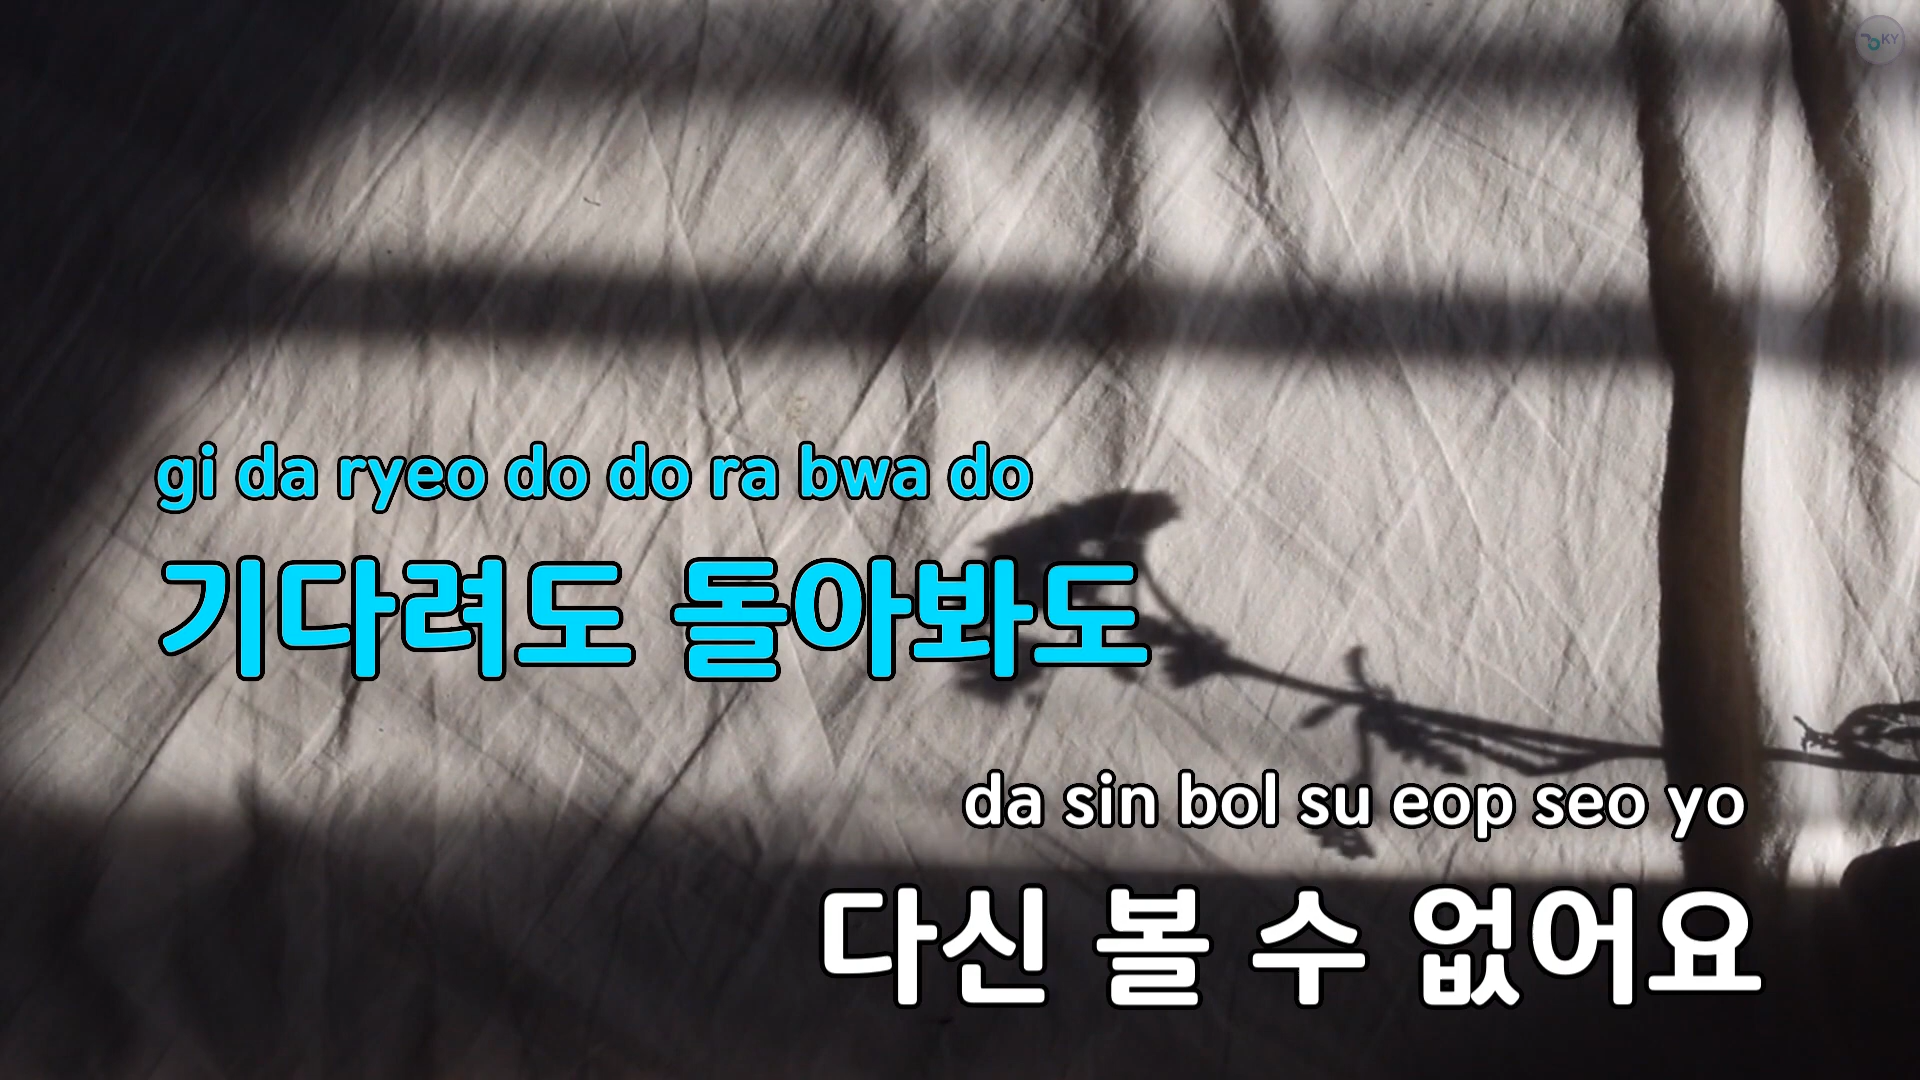 KY
gi da ryeo do do ra bwa do
기다려도 돌아봐도
da sin bol su eop seo yo
다신 볼 수 없어요